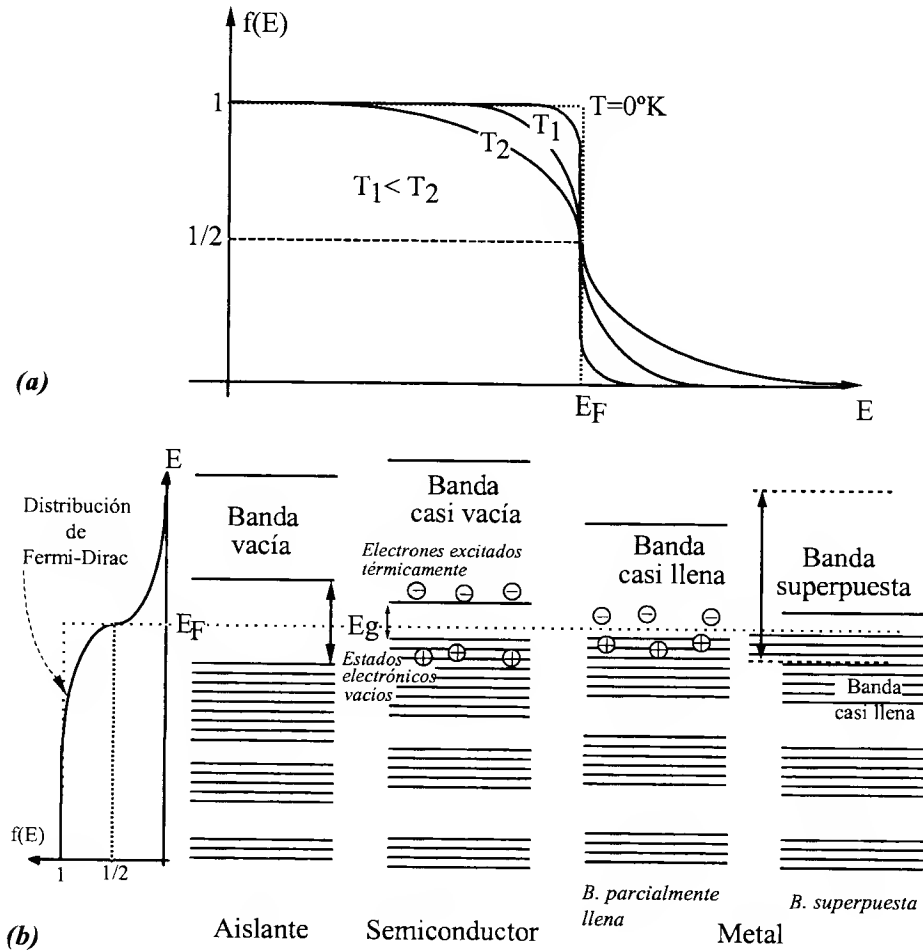 f(E)
1
T=0°K
T1
T2
T1< T2
1/2
(a)
EF
E
E
Distribución
de
Fermi-Dirac
EF
f(E)
1
1/2
Banda
vacía
Banda
casi vacía
Electrones excitados
térmicamente
Eg
Estados
electrónicos
vacios
Banda
casi llena
Banda
superpuesta
Banda
casi llena
B. parcialmente
llena
B. superpuesta
(b)
Aislante
Semiconductor
Metal